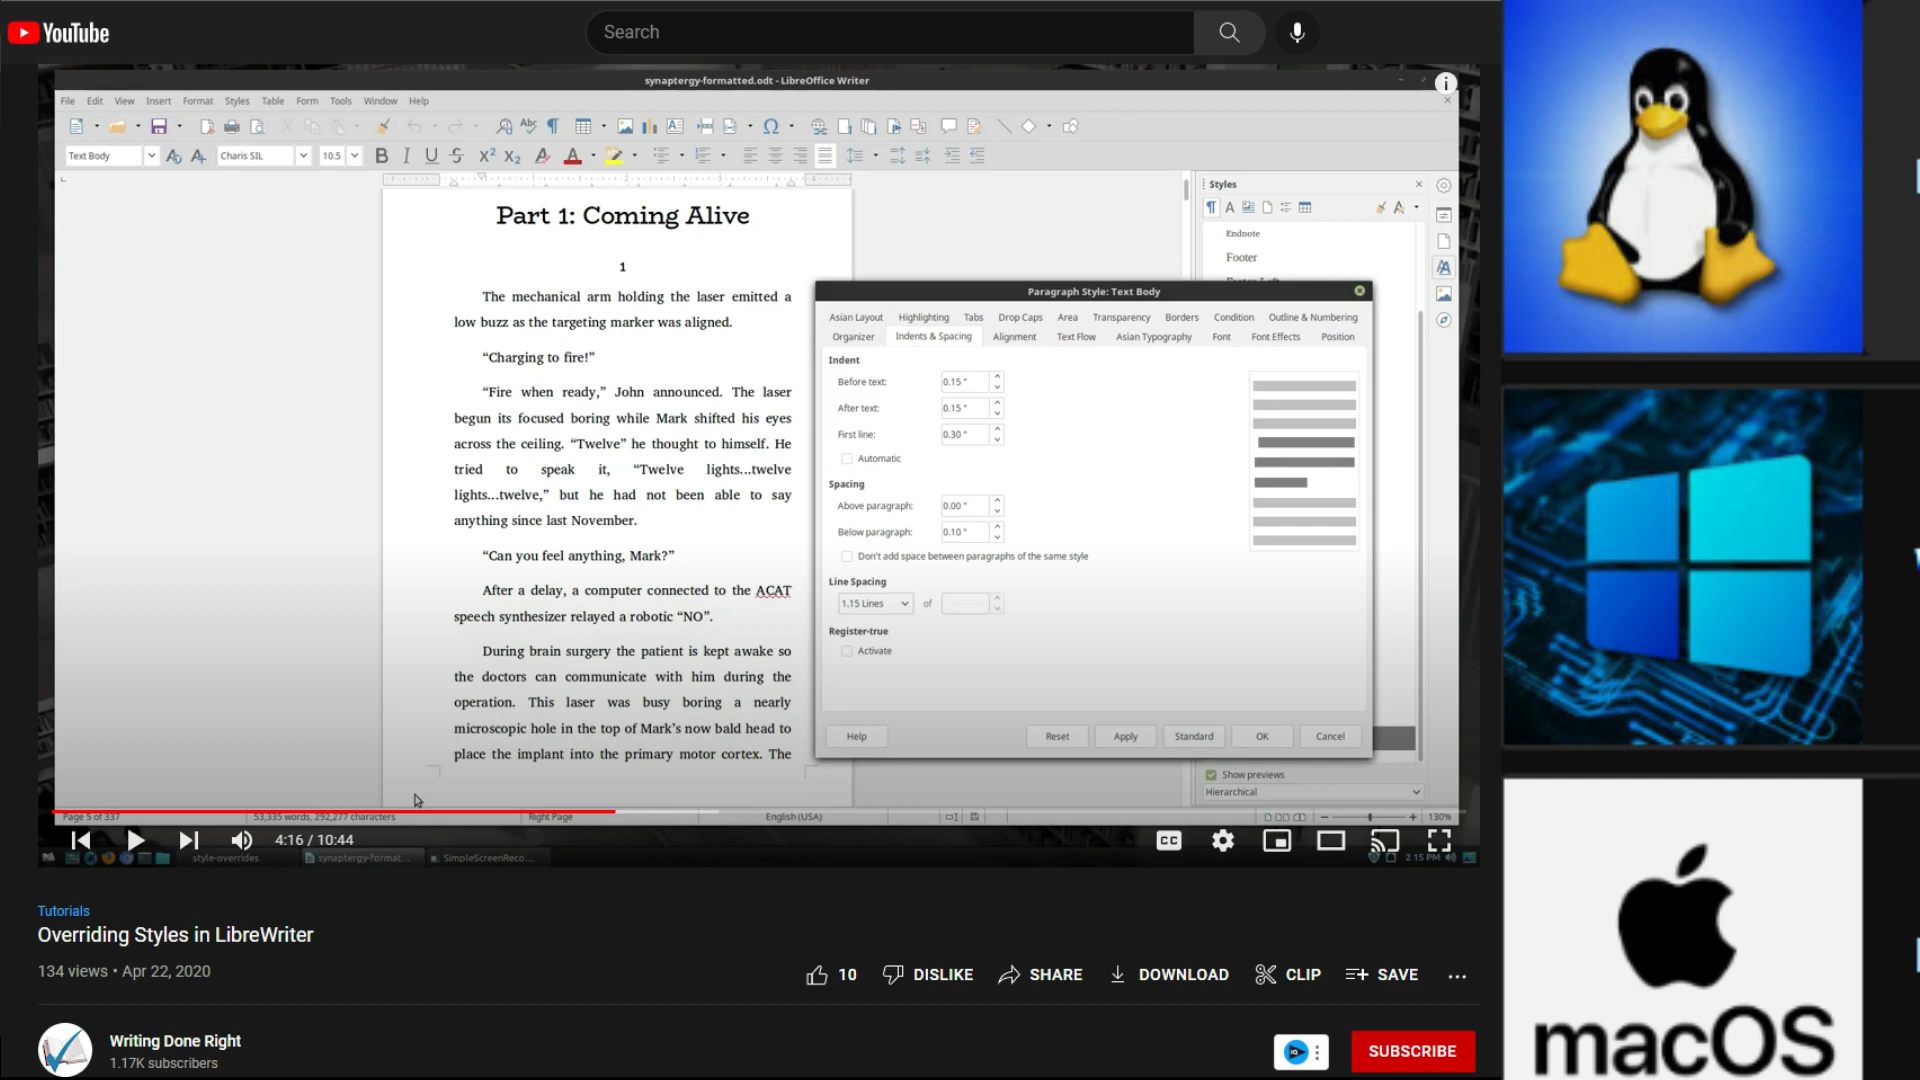 YouTube
Search
synaptergy-formatted.odt - LibreOffice Writer
File Edit View Insert Format Styles Table Form Tools Window Help
Text Body Charis SIL 10.5
Styles
Endnote
Footer
Part 1: Coming Alive
1
The mechanical arm holding the laser emitted a
low buzz as the targeting marker was aligned.
“Charging to fire!”
“Fire when ready,” John announced. The laser
begun its focused boring while Mark shifted his eyes
across the ceiling. “Twelve” he thought to himself. He
tried to speak it, “Twelve lights...twelve
lights...twelve,” but he had not been able to say
anything since last November.
“Can you feel anything, Mark?”
After a delay, a computer connected to the ACAT
speech synthesizer relayed a robotic “NO”.
During brain surgery the patient is kept awake so
the doctors can communicate with him during the
operation. This laser was busy boring a nearly
microscopic hole in the top of Mark’s now bald head to
place the implant into the primary motor cortex. The
Paragraph Style: Text Body
Asian Layout Highlighting Tabs Drop Caps Area Transparency Borders Condition Outline & Numbering
Organizer Indents & Spacing Alignment Text Flow Asian Typography Font Font Effects Position
Indent
Before text: 0.15 "
After text: 0.15 "
First line: 0.30 "
Automatic
Spacing
Above paragraph: 0.00 "
Below paragraph: 0.10 "
Don't add space between paragraphs of the same style
Line Spacing
1.15 Lines of
Register-true
Activate
Help Reset Apply Standard OK Cancel
Show previews
Hierarchical
Page 5 of 337 53,335 words, 292,277 characters Right Page English (USA) 130%
4:16 / 10:44 CC
style-overrides synaptergy-format... SimpleScreenReco... 2:15 PM
Tutorials
Overriding Styles in LibreWriter
134 views • Apr 22, 2020
10 DISLIKE SHARE DOWNLOAD CLIP SAVE
Writing Done Right
1.17K subscribers
SUBSCRIBE
macOS